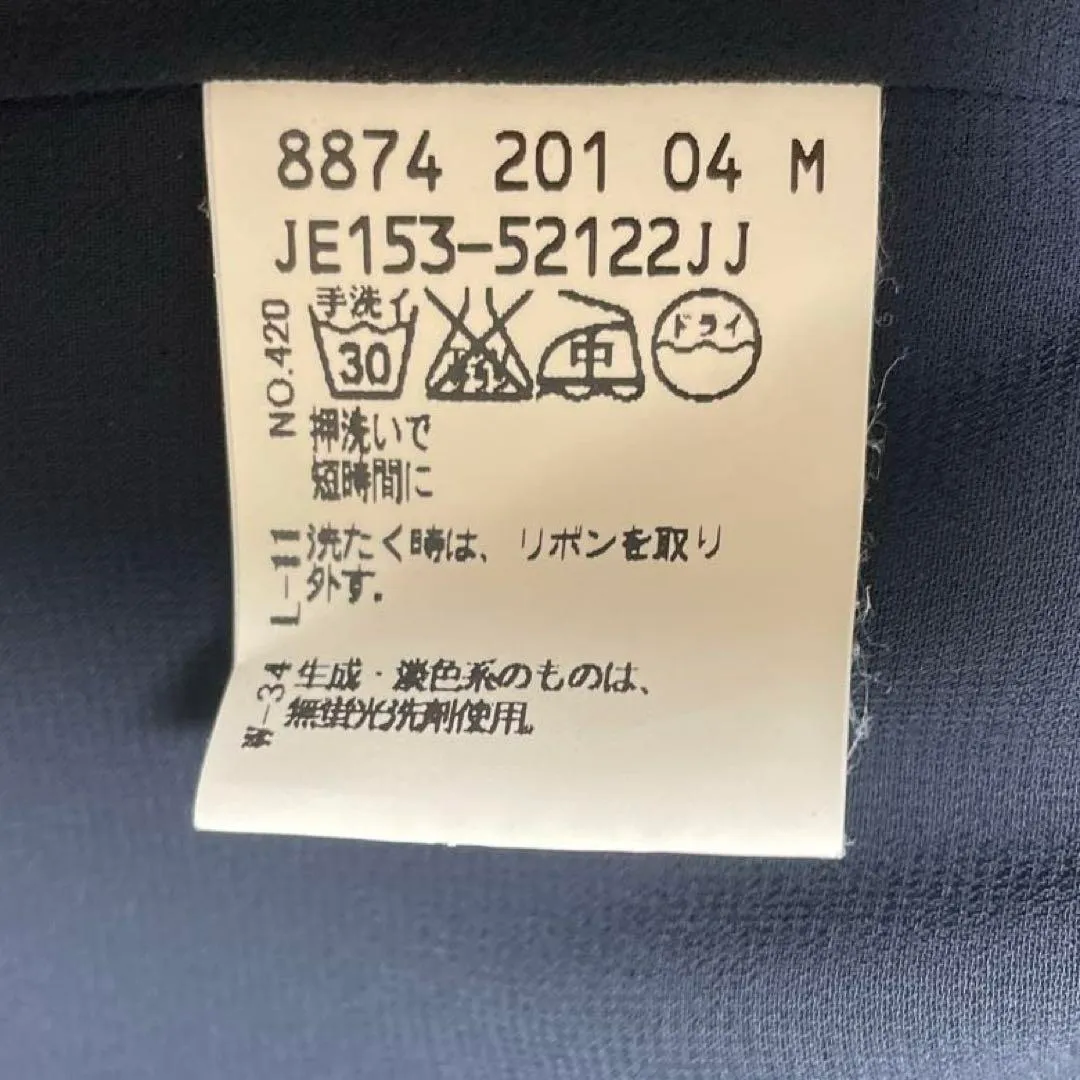 8874 201 04 M
JE153-52122JJ
手洗イ
30
中
ドライ
NO.420
押洗いで
短時間に
L-11
洗たく時は、リボンを取り
外す。
W-34
生成・淡色系のものは、
無蛍光洗剤使用。